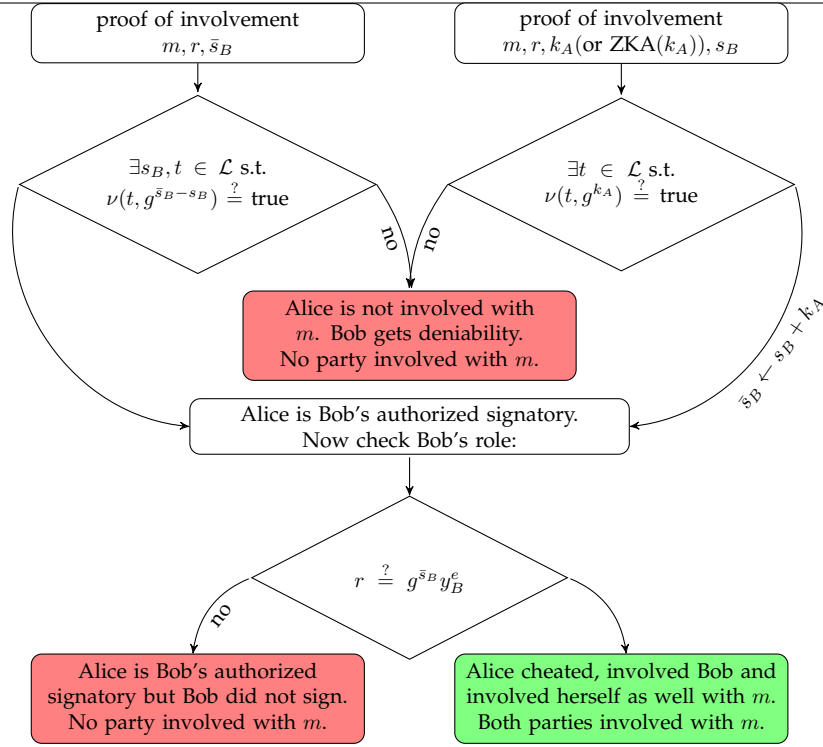 proof of involvement
m, r, s̄_B
proof of involvement
m, r, k_A(or ZKA(k_A)), s_B
∃s_B, t ∈ ℒ s.t.
ν(t, g^{s̄_B−s_B}) ≟ true
∃t ∈ ℒ s.t.
ν(t, g^{k_A}) ≟ true
no
no
Alice is not involved with
m. Bob gets deniability.
No party involved with m.
s̄_B ← s_B + k_A
Alice is Bob's authorized signatory.
Now check Bob's role:
r ≟ g^{s̄_B} y_B^e
no
Alice is Bob's authorized
signatory but Bob did not sign.
No party involved with m.
Alice cheated, involved Bob and
involved herself as well with m.
Both parties involved with m.